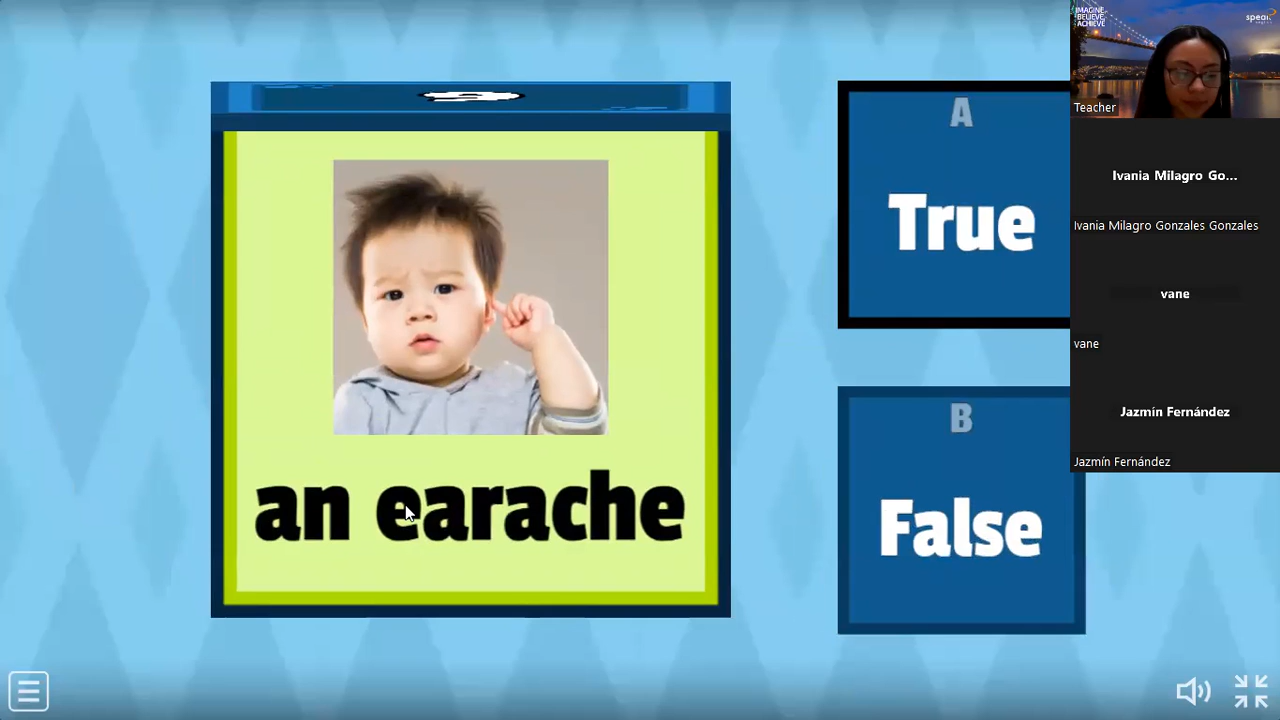 an earache
A
True
B
False
IMAGINE
BELIEVE
ACHIEVE
Teacher
Ivania Milagro Go...
Ivania Milagro Gonzales Gonzales
vane
vane
Jazmín Fernández
Jazmín Fernández